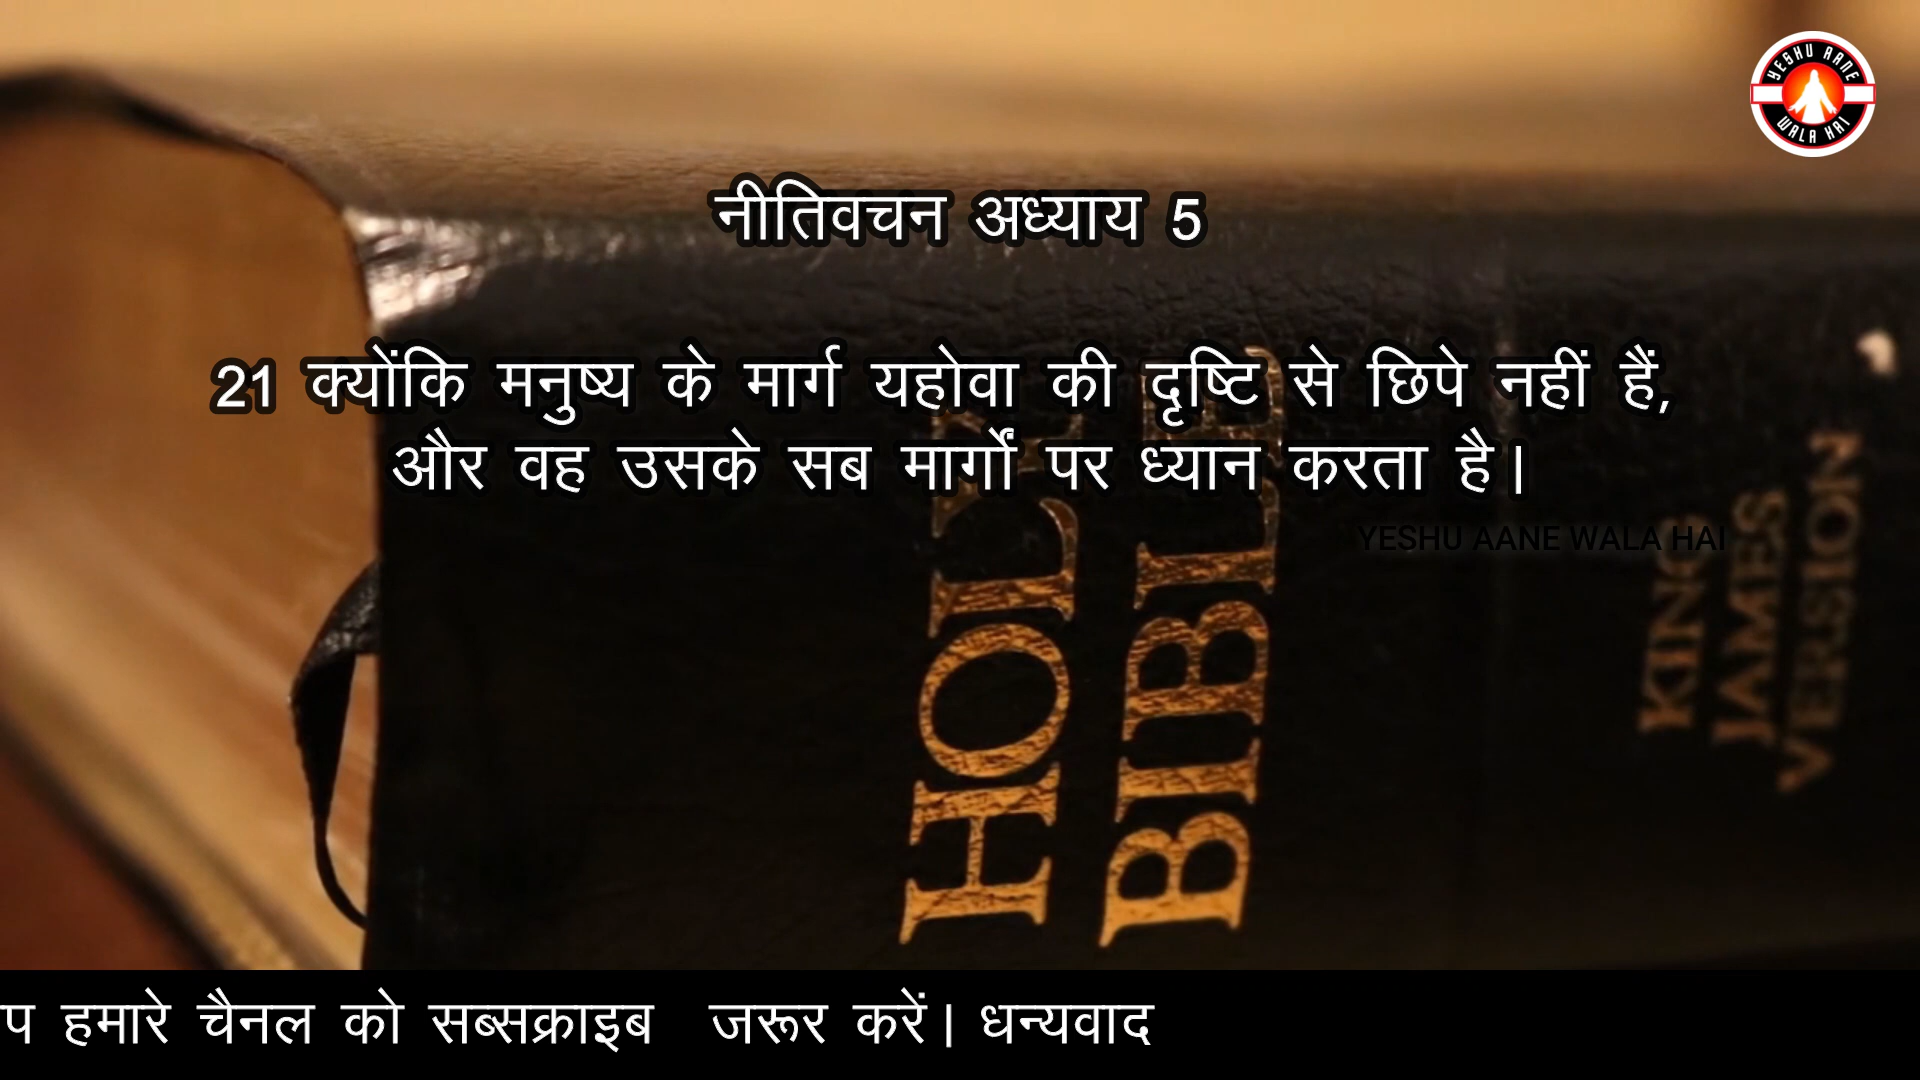 YESHU AANE
WALA HAI
नीतिवचन अध्याय 5
21 क्योंकि मनुष्य के मार्ग यहोवा की दृष्टि से छिपे नहीं हैं,
और वह उसके सब मार्गों पर ध्यान करता है|
YESHU AANE WALA HAI
HOLY
BIBLE
KING
JAMES
VERSION
प हमारे चैनल को सब्सक्राइब जरूर करें| धन्यवाद